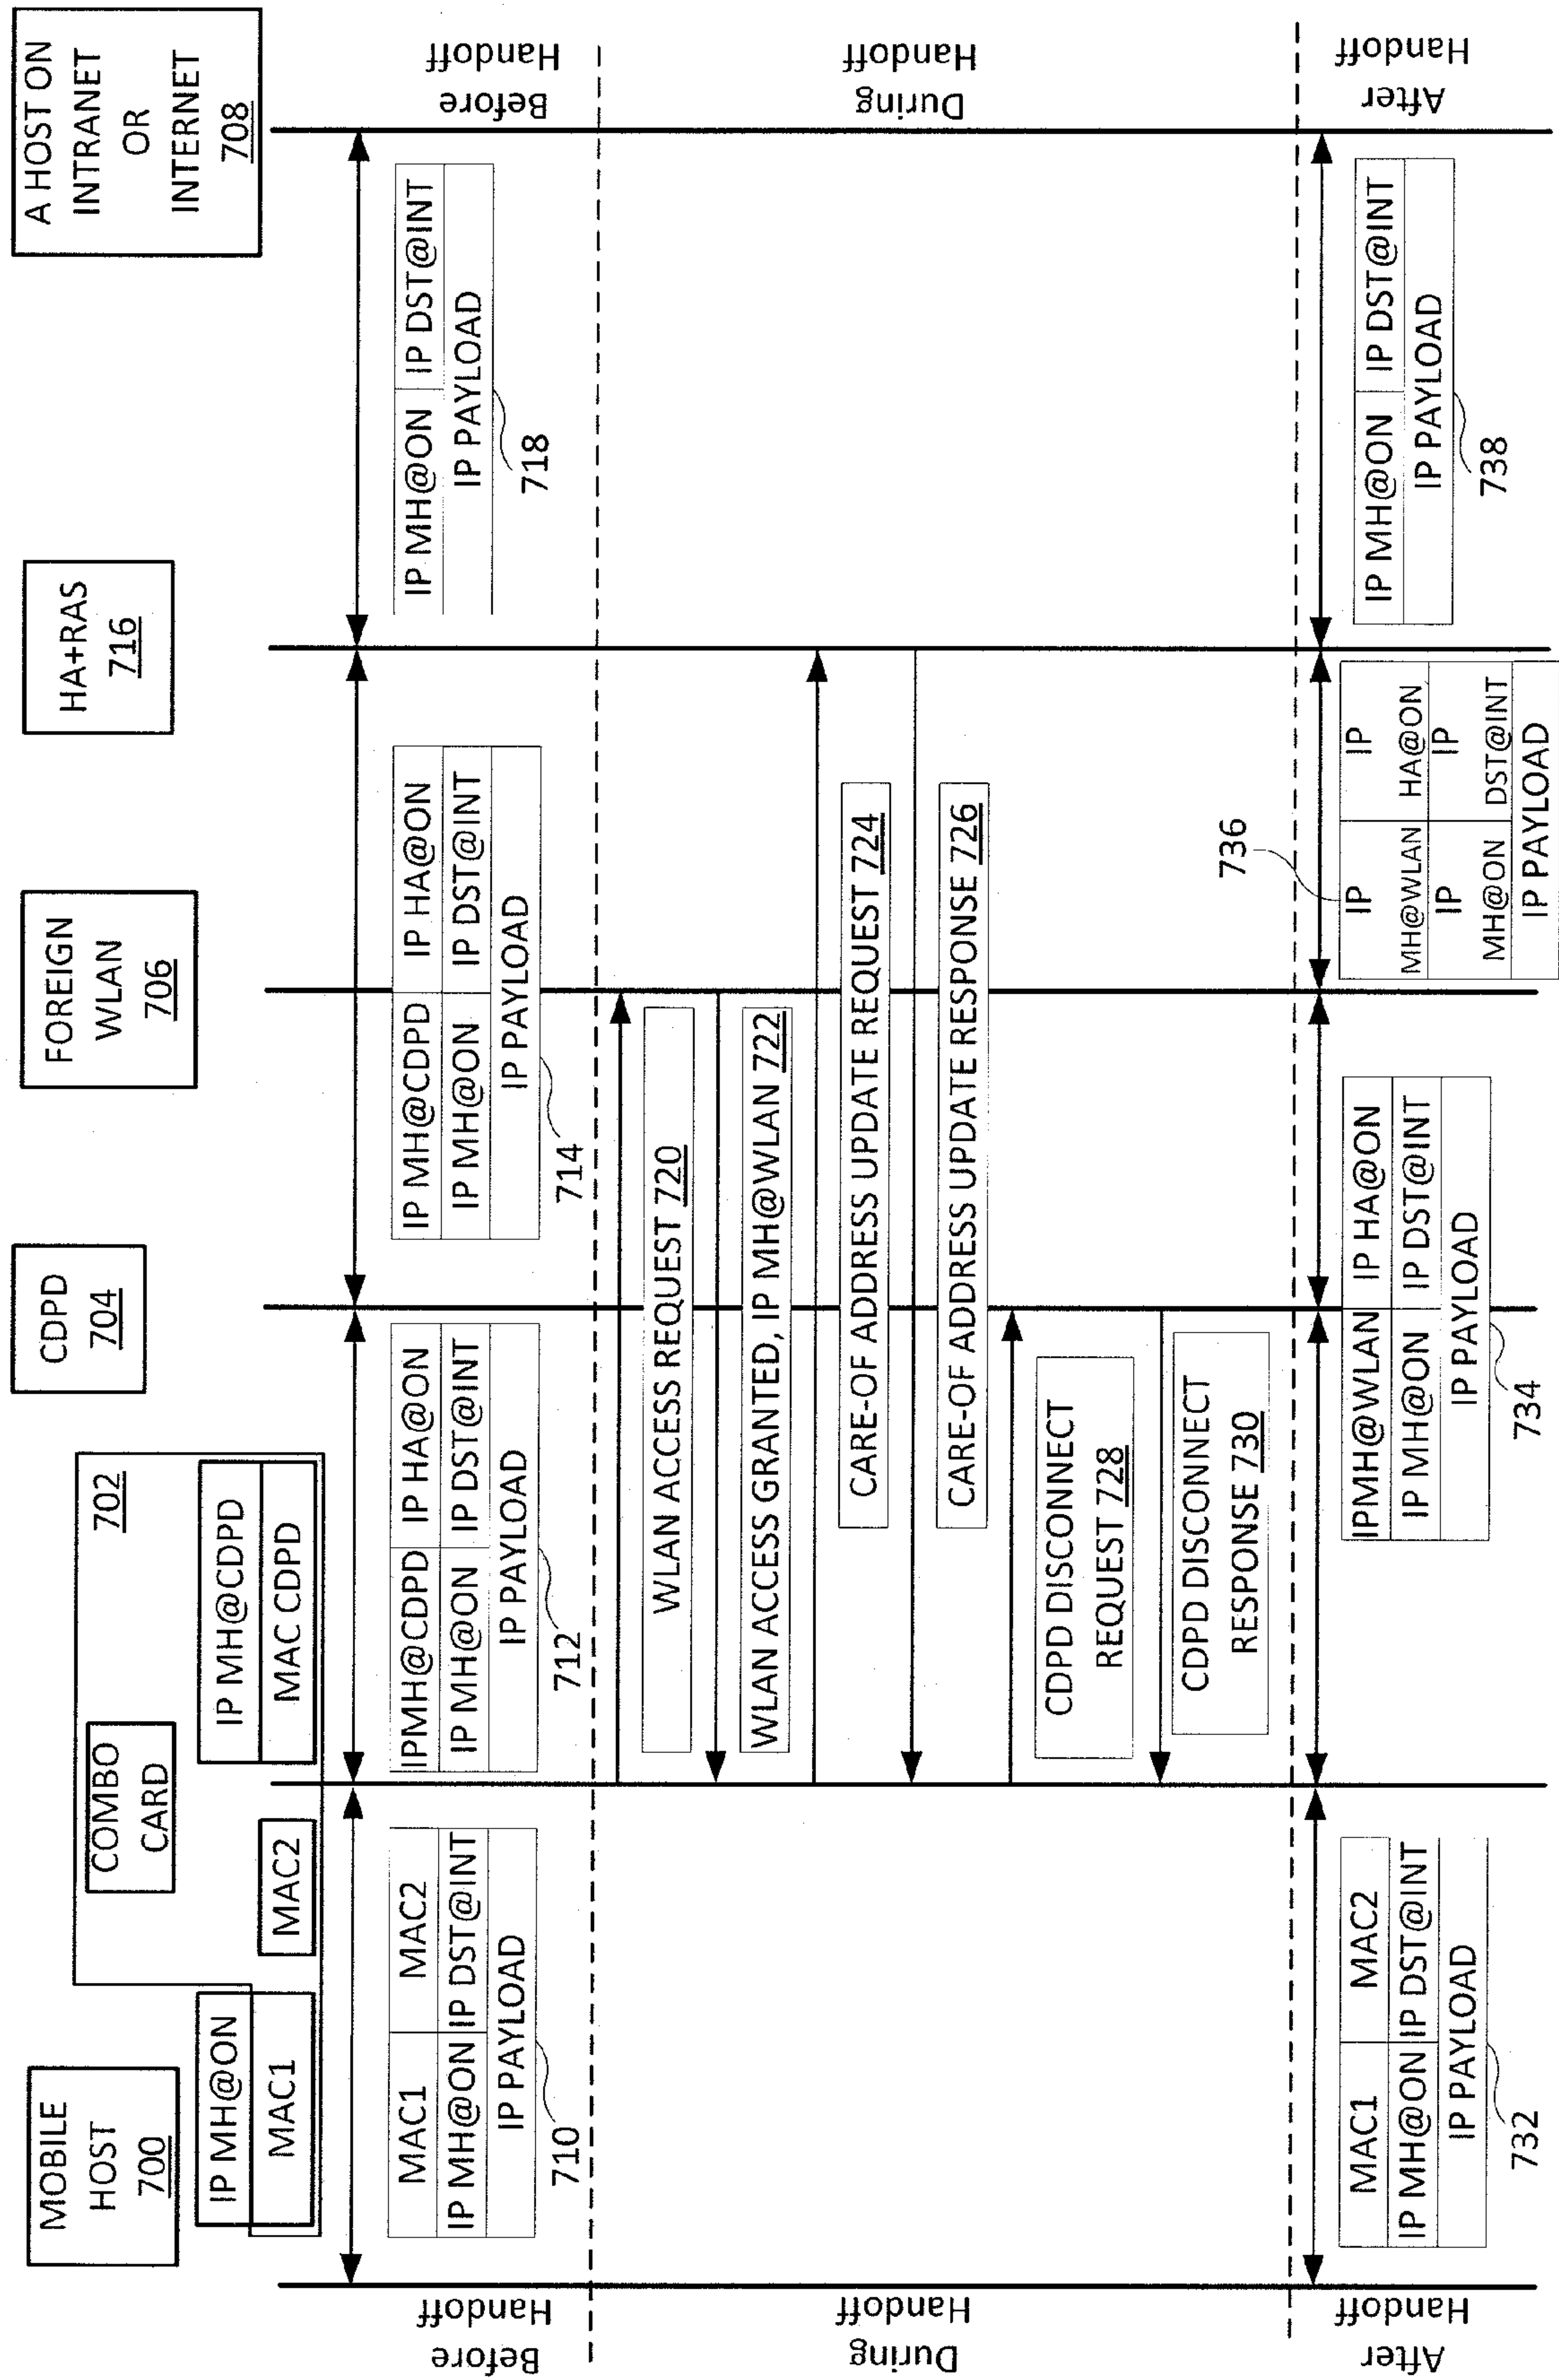 MOBILE
HOST
700
COMBO
CARD
702
CDPD
704
FOREIGN
WLAN
706
HA+RAS
716
A HOST ON
INTRANET
OR
INTERNET
708
IP MH@ON
MAC1
MAC2
IP MH@CDPD
MAC CDPD
Before
Handoff
MAC1 MAC2
IP MH@ON IP DST@INT
IP PAYLOAD
710
IPMH@CDPD IP HA@ON
IP MH@ON IP DST@INT
IP PAYLOAD
712
IP MH@CDPD IP HA@ON
IP MH@ON IP DST@INT
IP PAYLOAD
714
IP MH@ON IP DST@INT
IP PAYLOAD
718
Before
Handoff
During
Handoff
WLAN ACCESS REQUEST 720
WLAN ACCESS GRANTED, IP MH@WLAN 722
CARE-OF ADDRESS UPDATE REQUEST 724
CARE-OF ADDRESS UPDATE RESPONSE 726
CDPD DISCONNECT
REQUEST 728
CDPD DISCONNECT
RESPONSE 730
During
Handoff
After
Handoff
MAC1 MAC2
IP MH@ON IP DST@INT
IP PAYLOAD
732
IPMH@WLAN IP HA@ON
IP MH@ON IP DST@INT
IP PAYLOAD
734
736
IP IP
MH@WLAN HA@ON
IP IP
MH@ON DST@INT
IP PAYLOAD
IP MH@ON IP DST@INT
IP PAYLOAD
738
After
Handoff